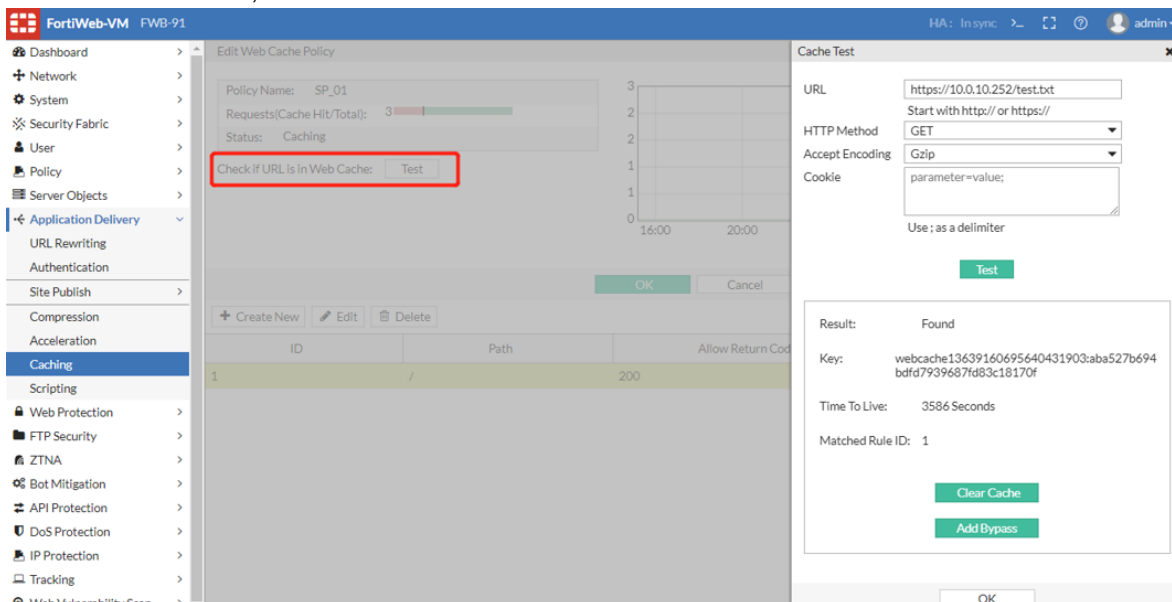 FortiWeb-VM FWB-91
HA: In sync >_ admin
Dashboard
Network
System
Security Fabric
User
Policy
Server Objects
Application Delivery
URL Rewriting
Authentication
Site Publish
Compression
Acceleration
Caching
Scripting
Web Protection
FTP Security
ZTNA
Bot Mitigation
API Protection
DoS Protection
IP Protection
Tracking
Edit Web Cache Policy
Policy Name: SP_01
Requests(Cache Hit/Total): 3
Status: Caching
Check if URL is in Web Cache: Test
3
2
2
1
1
0
16:00 20:00
OK Cancel
Create New Edit Delete
ID Path Allow Return Cod
1 / 200
Cache Test
URL https://10.0.10.252/test.txt
Start with http:// or https://
HTTP Method GET
Accept Encoding Gzip
Cookie parameter=value;
Use ; as a delimiter
Test
Result: Found
Key: webcache13639160695640431903:aba527b694
bdfd7939687fd83c18170f
Time To Live: 3586 Seconds
Matched Rule ID: 1
Clear Cache
Add Bypass
OK